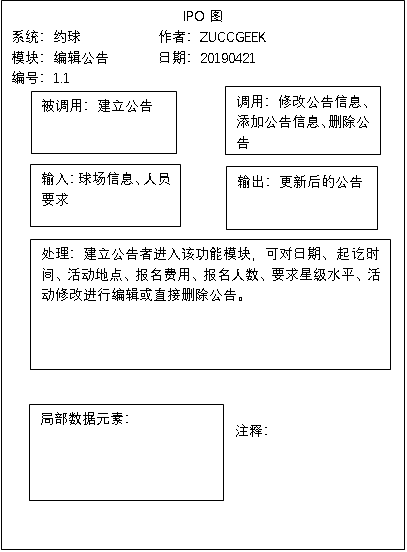 IPO 图
系统：约球 作者：ZUCCGEEK
模块：编辑公告 日期：20190421
编号：1.1
被调用：建立公告
调用：修改公告信息、
添加公告信息、删除公
告
输入：球场信息、人员
要求
输出：更新后的公告
处理：建立公告者进入该功能模块，可对日期、起讫时
间、活动地点、报名费用、报名人数、要求星级水平、活
动修改进行编辑或直接删除公告。
局部数据元素：
注释：